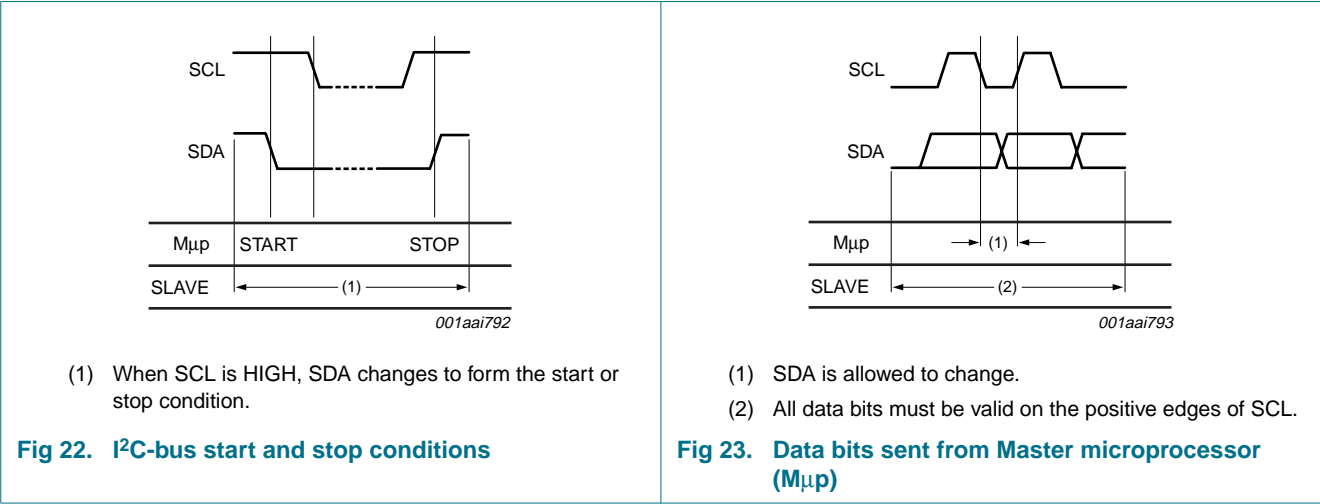 SCL
SDA
Mμp START STOP
SLAVE (1)
001aai792
(1) When SCL is HIGH, SDA changes to form the start or
stop condition.
Fig 22. I²C-bus start and stop conditions
SCL
SDA
Mμp (1)
SLAVE (2)
001aai793
(1) SDA is allowed to change.
(2) All data bits must be valid on the positive edges of SCL.
Fig 23. Data bits sent from Master microprocessor
(Mμp)